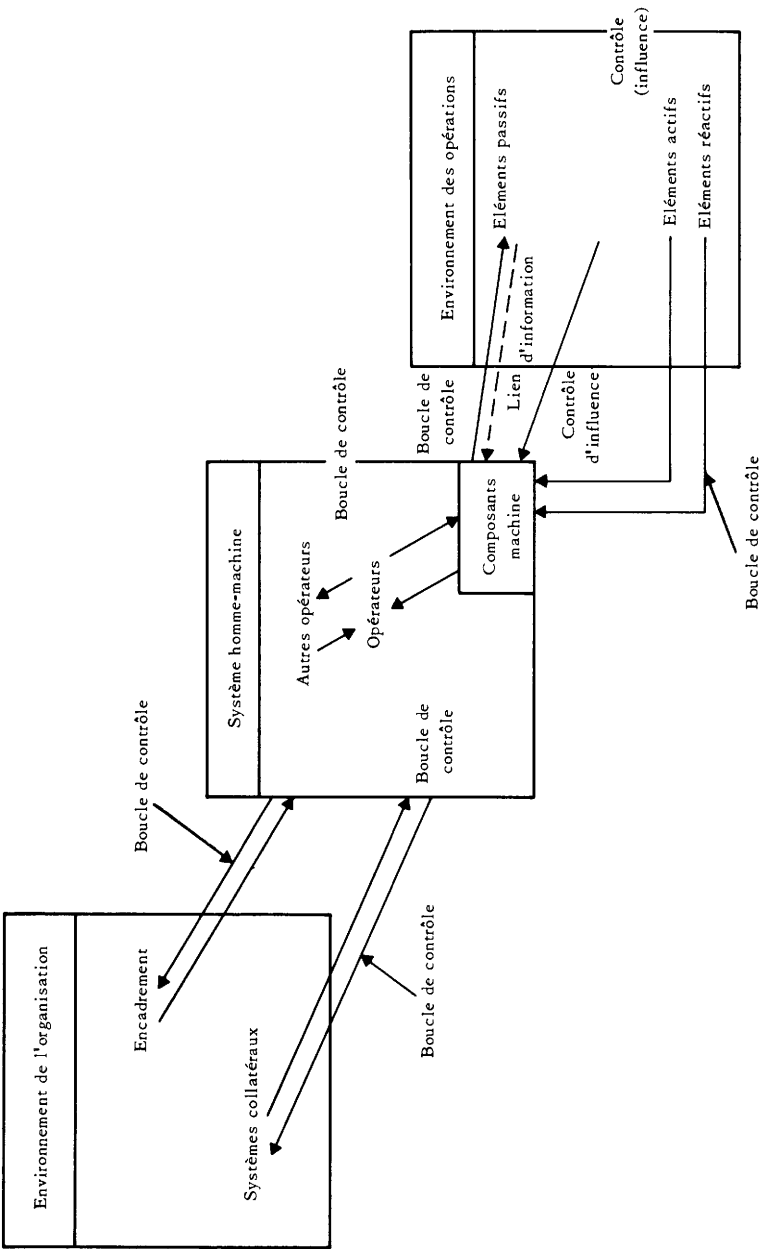 Environnement de l'organisation
Encadrement
Systèmes collatéraux
Boucle de contrôle
Boucle de contrôle
Système homme-machine
Autres opérateurs
Opérateurs
Boucle de contrôle
Boucle de
contrôle
Composants
machine
Boucle de
contrôle
Lien d'information
Contrôle
d'influence
Boucle de contrôle
Environnement des opérations
Eléments passifs
Contrôle
(influence)
Eléments actifs
Eléments réactifs